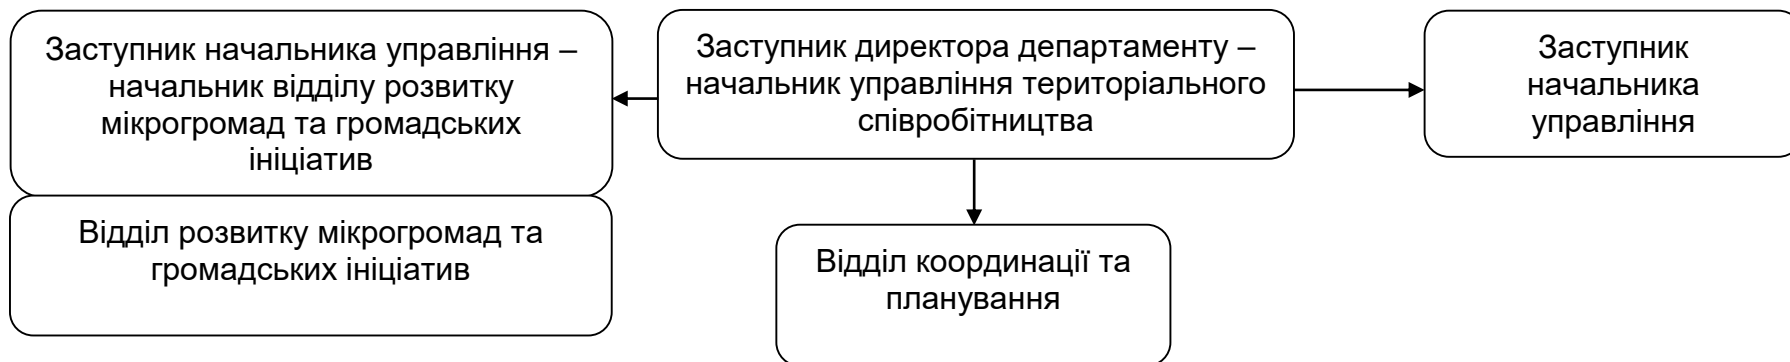 Заступник начальника управління –
начальник відділу розвитку
мікрогромад та громадських
ініціатив
Відділ розвитку мікрогромад та
громадських ініціатив
Заступник директора департаменту –
начальник управління територіального
співробітництва
Відділ координації та
планування
Заступник
начальника
управління